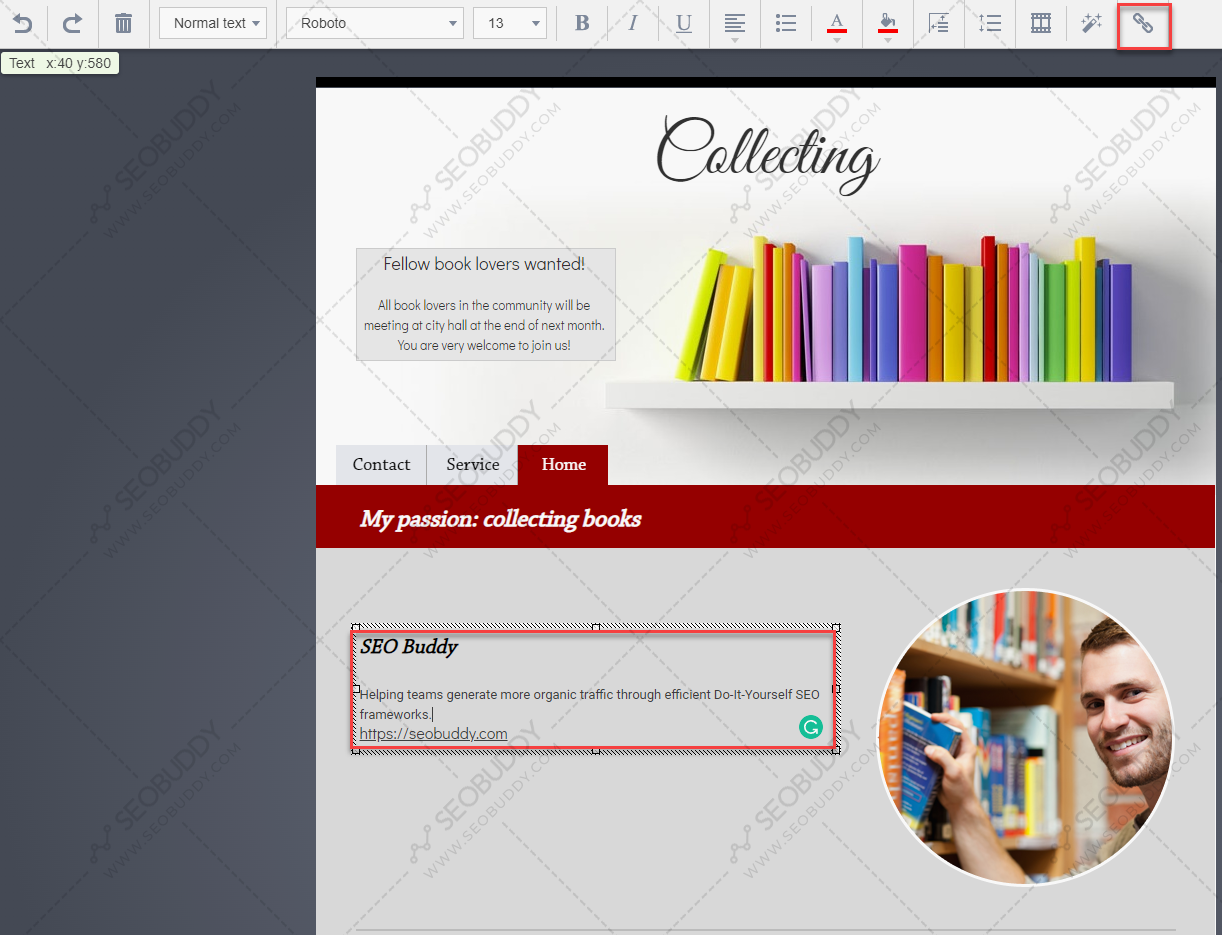 Normal text
Roboto
13
B
I
U
A
Text x:40 y:580
Collecting
Fellow book lovers wanted!
All book lovers in the community will be
meeting at city hall at the end of next month.
You are very welcome to join us!
Contact
Service
Home
My passion: collecting books
SEO Buddy
Helping teams generate more organic traffic through efficient Do-It-Yourself SEO
frameworks.
https://seobuddy.com
SEOBUDDY
WWW.SEOBUDDY.COM